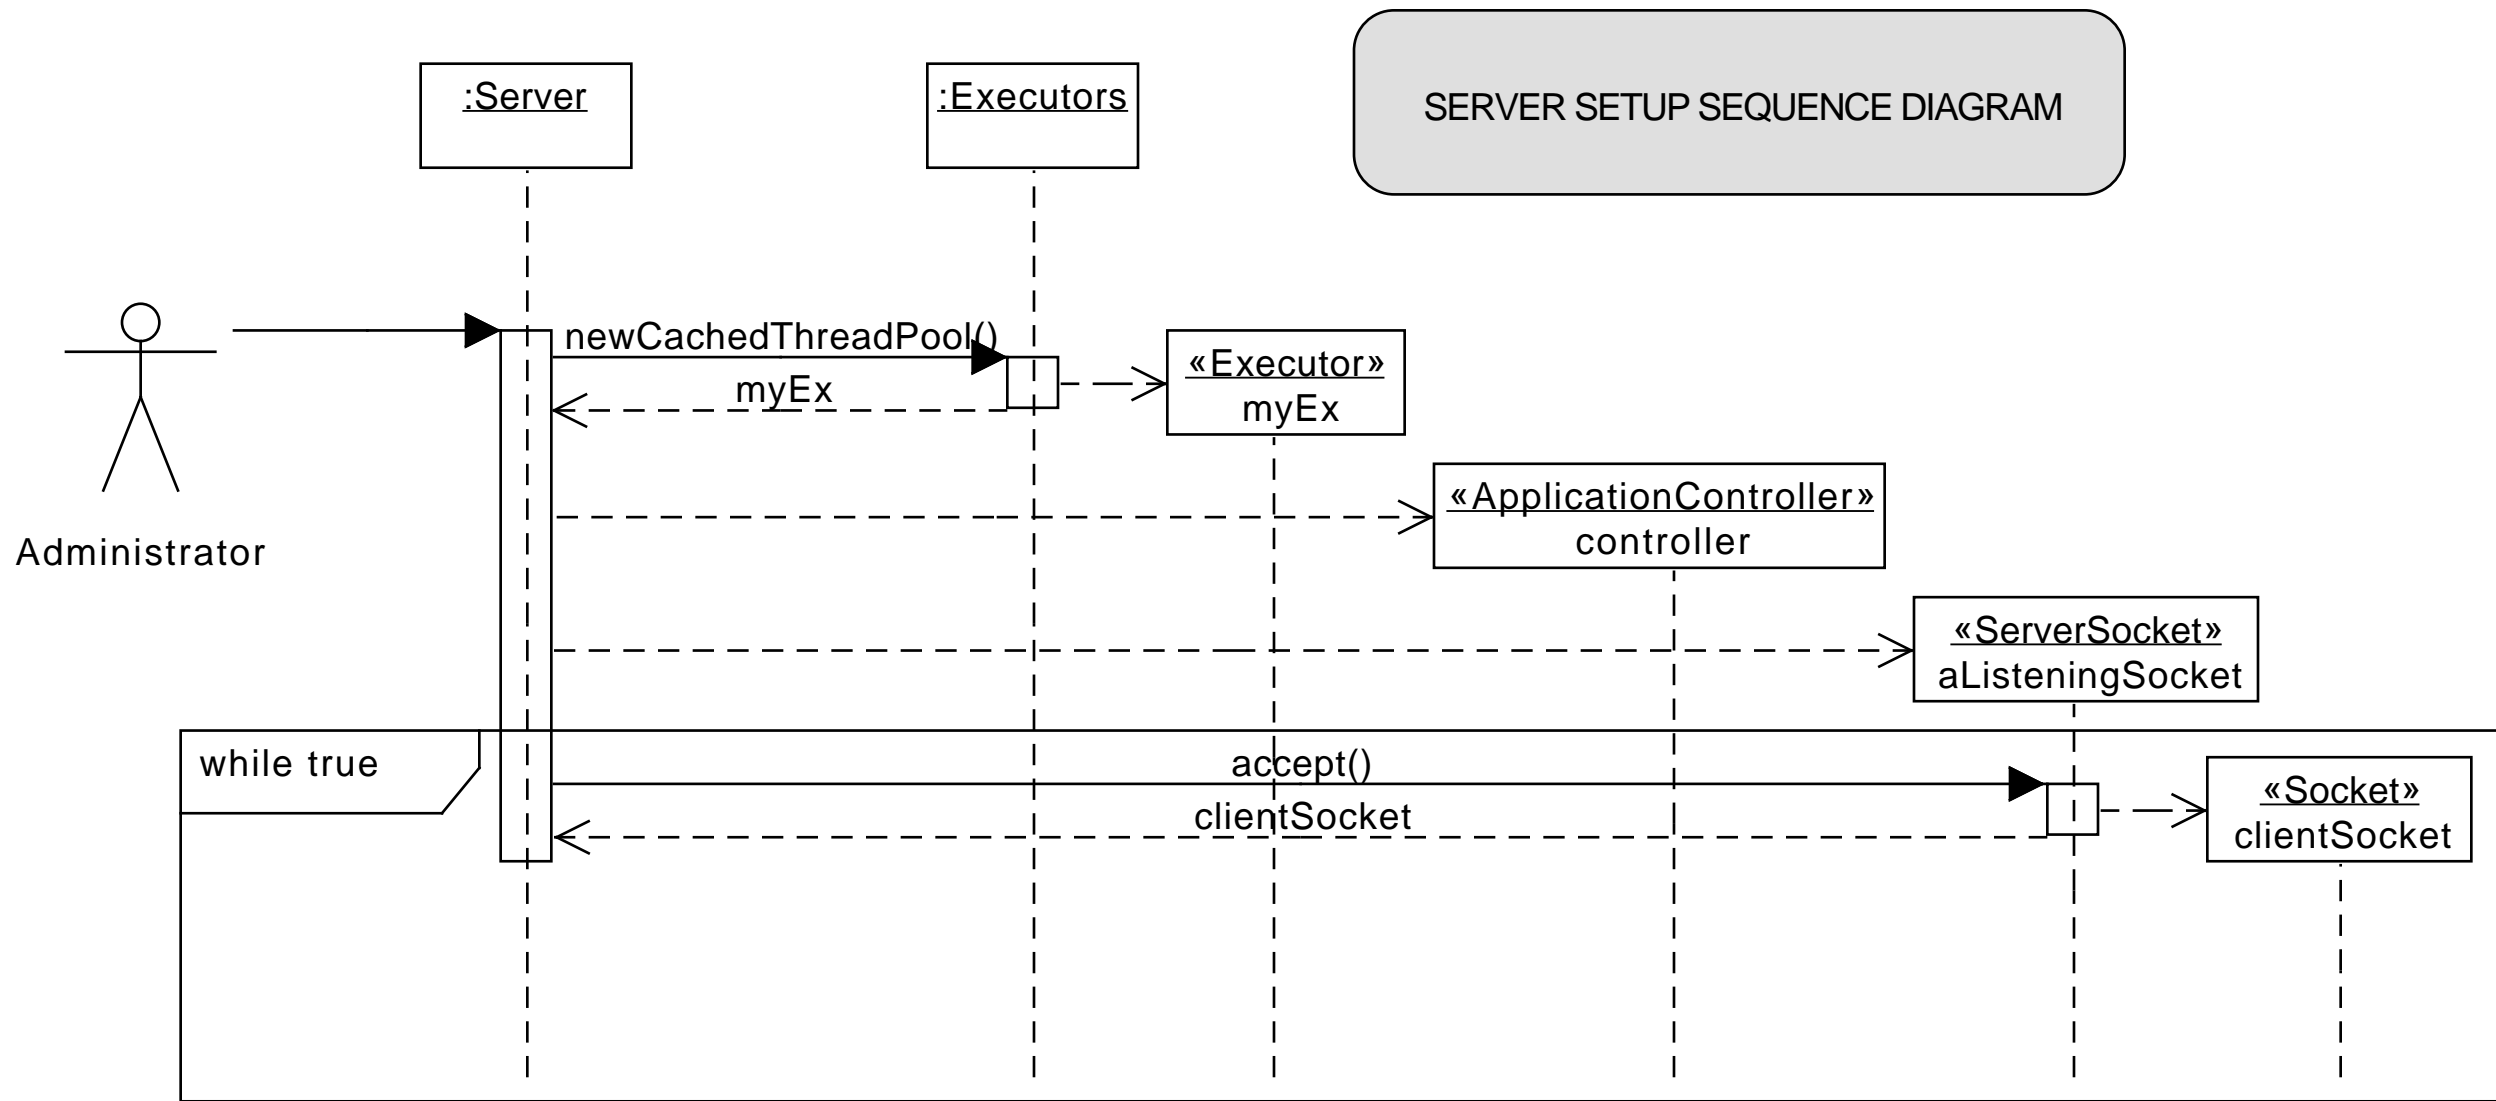 :Server
:Executors
SERVER SETUP SEQUENCE DIAGRAM
newCachedThreadPool()
myEx
«Executor»
myEx
«ApplicationController»
controller
Administrator
«ServerSocket»
aListeningSocket
while true
accept()
clientSocket
«Socket»
clientSocket